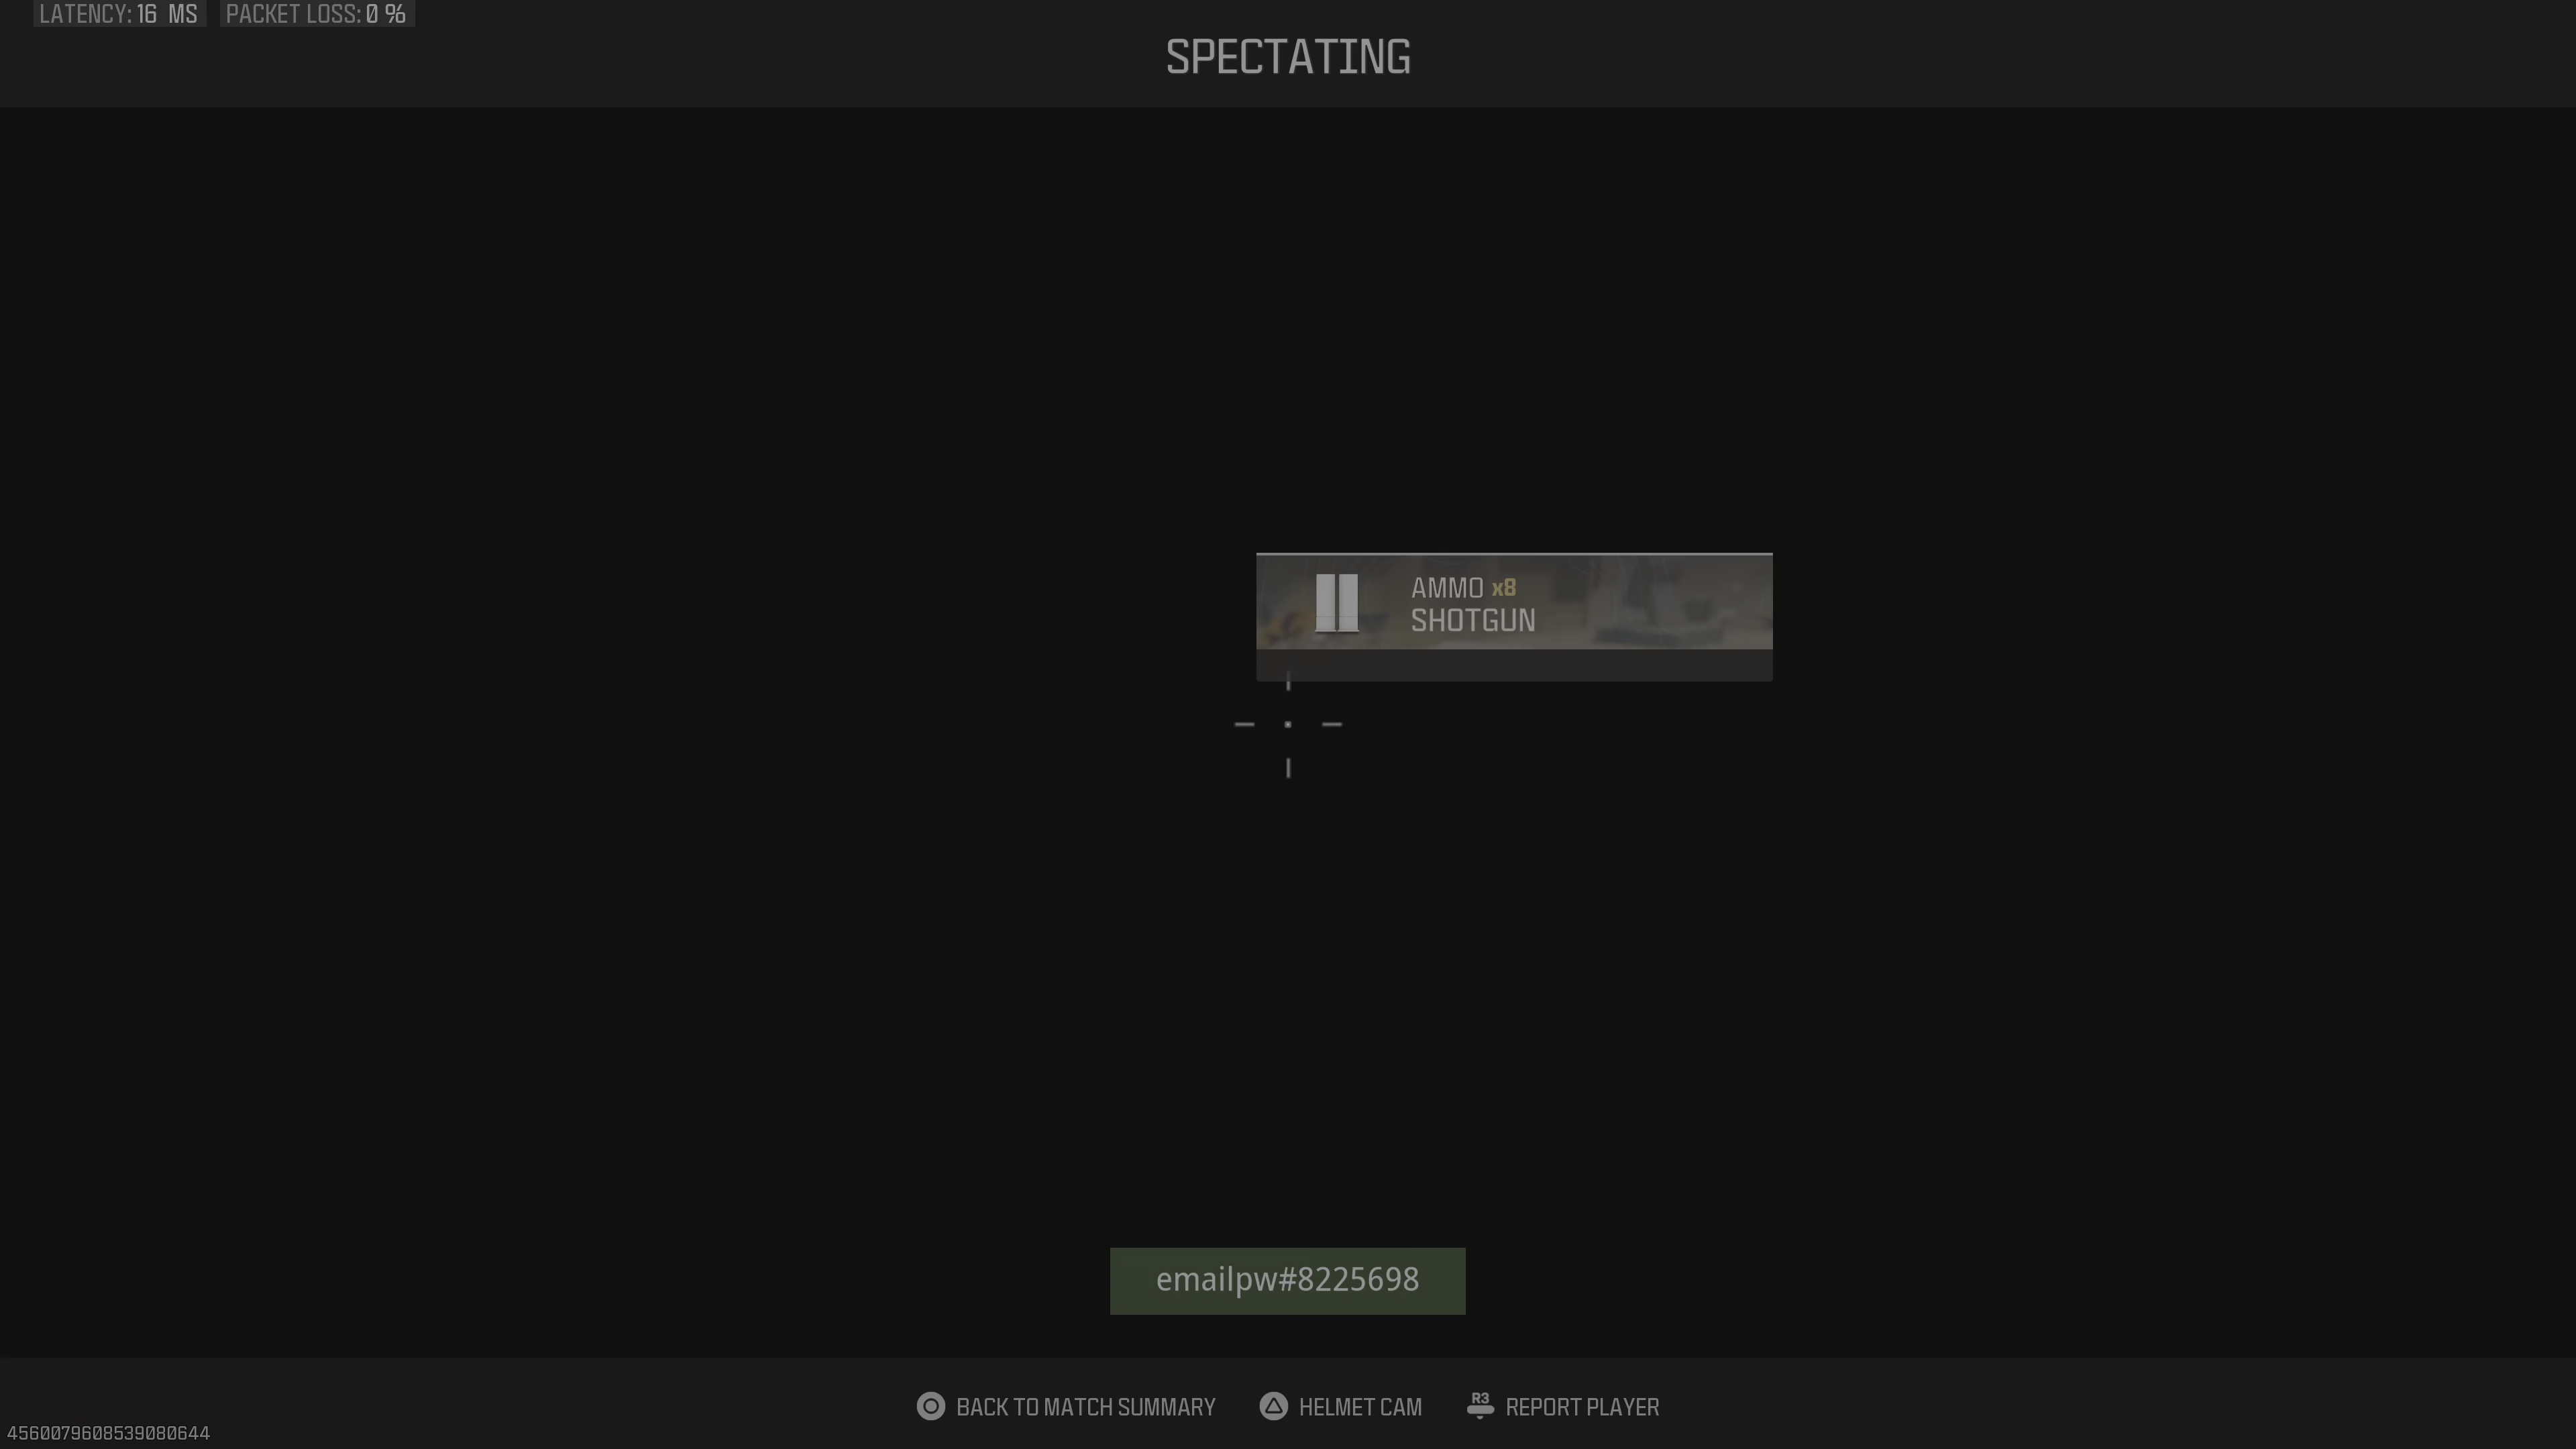 LATENCY: 16 MS PACKET LOSS: 0 %
SPECTATING
AMMO x8
SHOTGUN
emailpw#8225698
BACK TO MATCH SUMMARY HELMET CAM R3 REPORT PLAYER
4560079608539080644